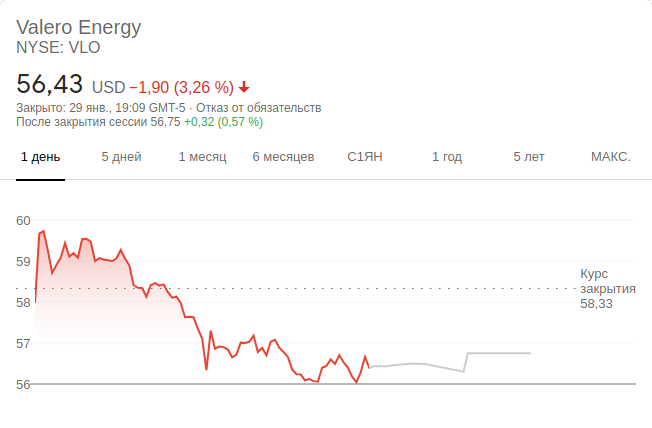 Valero Energy
NYSE: VLO
56,43 USD −1,90 (3,26 %)
Закрыто: 29 янв., 19:09 GMT-5 · Отказ от обязательств
После закрытия сессии 56,75 +0,32 (0,57 %)
1 день 5 дней 1 месяц 6 месяцев С1ЯН 1 год 5 лет МАКС.
60
59
58
57
56
Курс
закрытия
58,33